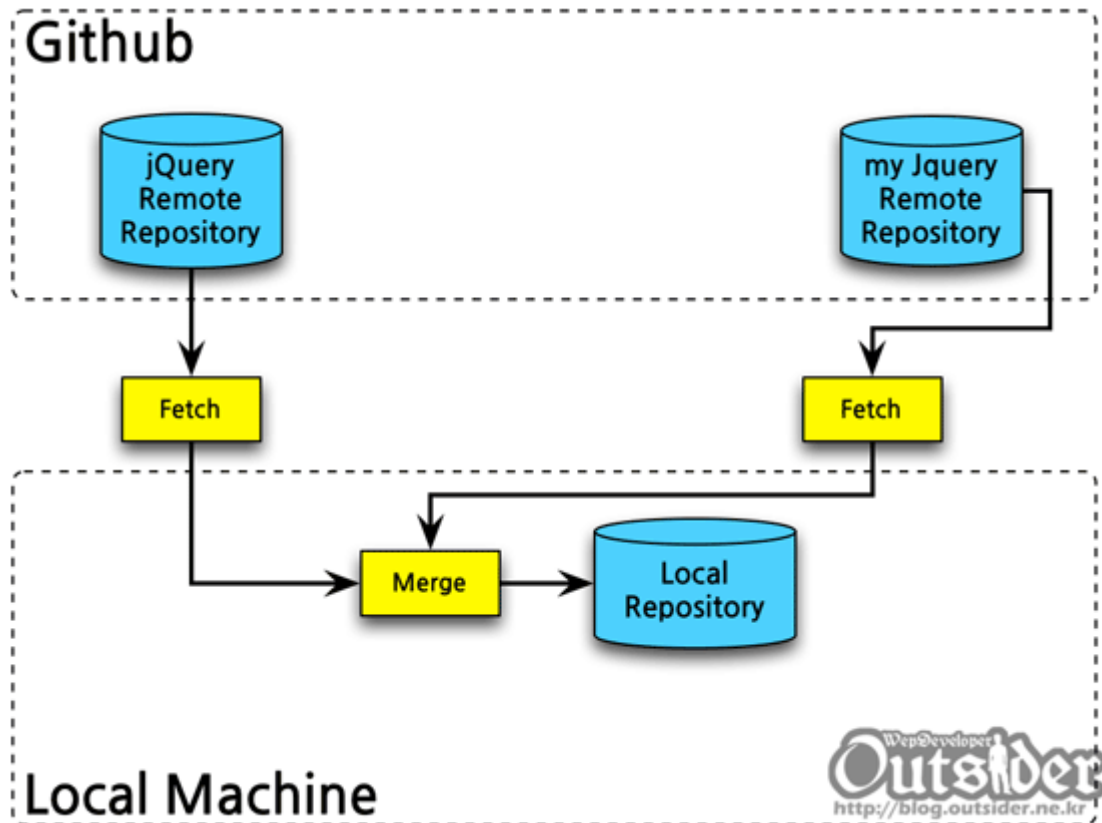 Github
jQuery
Remote
Repository
my Jquery
Remote
Repository
Fetch
Fetch
Merge
Local
Repository
Local Machine
WepDeveloper
Outsider
http://blog.outsider.ne.kr